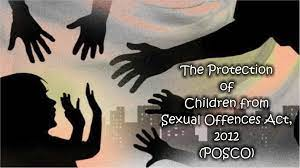 The Protection
of
Children from
Sexual Offences Act,
2012
(POSCO)